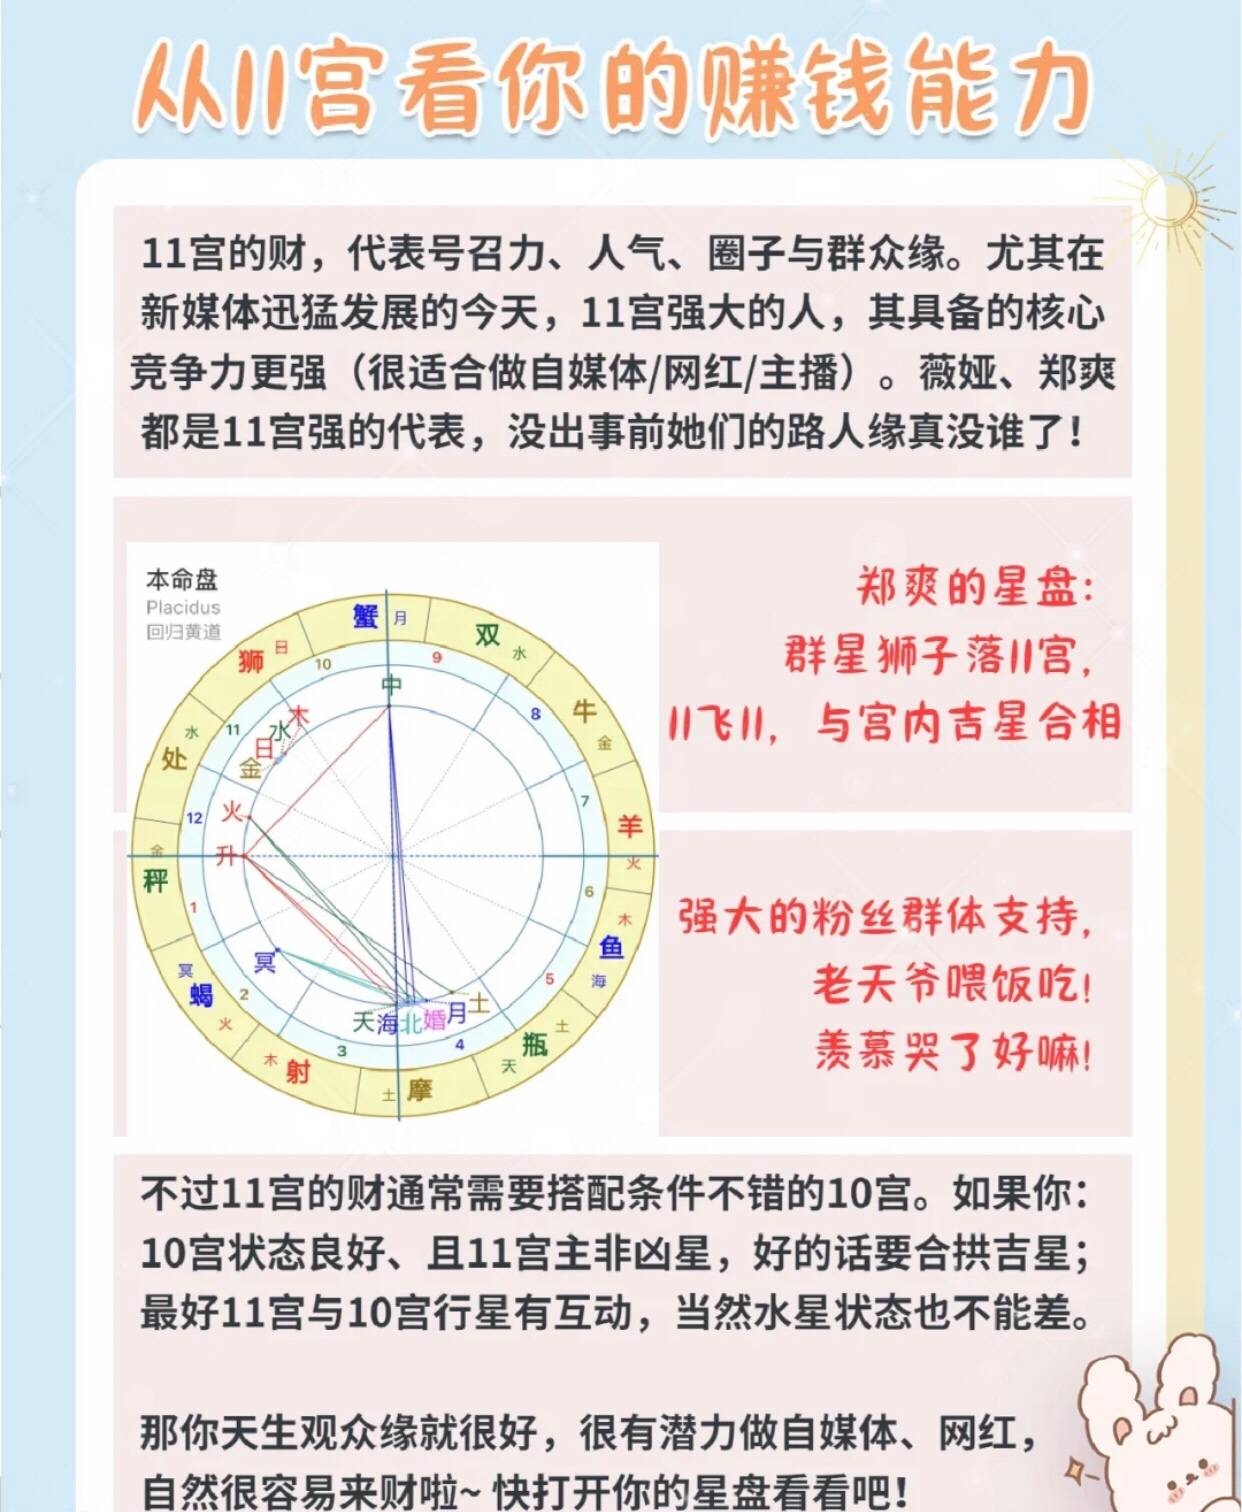 从11宫看你的赚钱能力
11宫的财，代表号召力、人气、圈子与群众缘。尤其在
新媒体迅猛发展的今天，11宫强大的人，其具备的核心
竞争力更强（很适合做自媒体/网红/主播）。薇娅、郑爽
都是11宫强的代表，没出事前她们的路人缘真没谁了！
本命盘
Placidus
回归黄道
蟹 月
双 水
牛 金
羊 火
木 鱼 海
土 瓶 天
土 摩
木 射
冥 蝎 火
金 秤
水 处
狮 日
10
9
8
7
6
5
4
3
2
1
12
11
中
木
水
日
金
火
升
冥
天海北婚月土
郑爽的星盘：
群星狮子落11宫，
11飞11，与宫内吉星合相
强大的粉丝群体支持，
老天爷喂饭吃！
羡慕哭了好嘛！
不过11宫的财通常需要搭配条件不错的10宫。如果你：
10宫状态良好、且11宫主非凶星，好的话要合拱吉星；
最好11宫与10宫行星有互动，当然水星状态也不能差。
那你天生观众缘就很好，很有潜力做自媒体、网红，
自然很容易来财啦~ 快打开你的星盘看看吧！